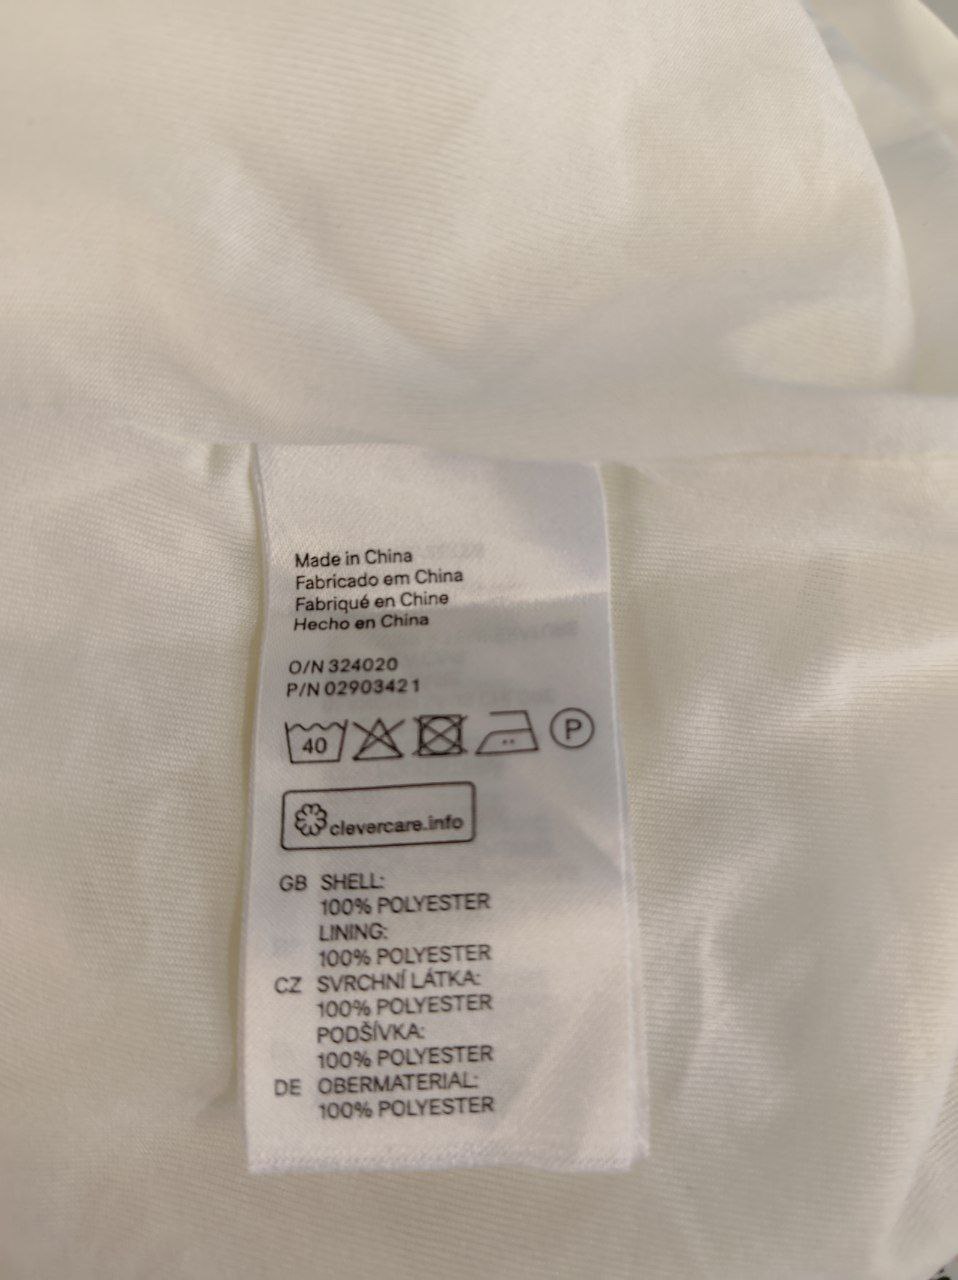 Made in China
Fabricado em China
Fabriqué en Chine
Hecho en China
O/N 324020
P/N 02903421
40 P
clevercare.info
GB SHELL:
100% POLYESTER
LINING:
100% POLYESTER
CZ SVRCHNÍ LÁTKA:
100% POLYESTER
PODŠÍVKA:
100% POLYESTER
DE OBERMATERIAL:
100% POLYESTER